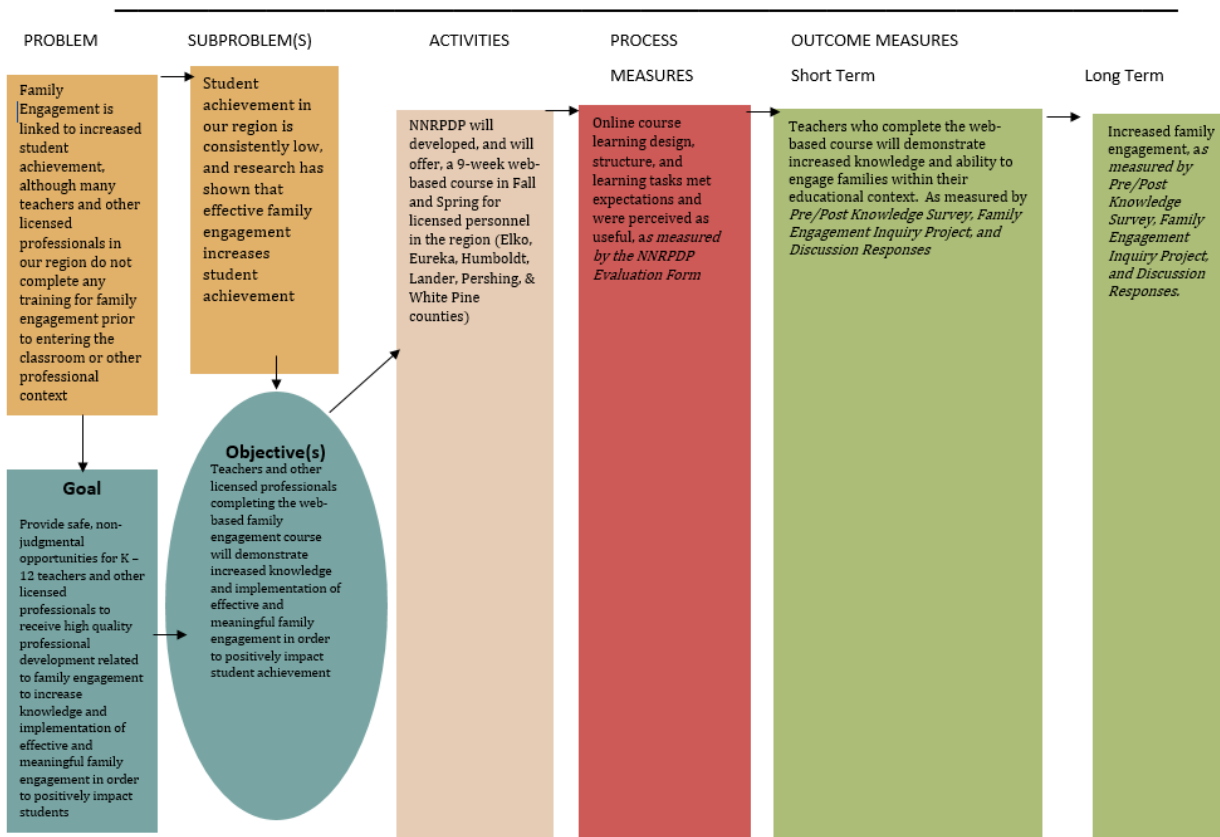 PROBLEM
SUBPROBLEM(S)
ACTIVITIES
PROCESS
MEASURES
OUTCOME MEASURES
Short Term
Long Term
Family
Engagement is
linked to increased
student
achievement,
although many
teachers and other
licensed
professionals in
our region do not
complete any
training for family
engagement prior
to entering the
classroom or other
professional
context
Student
achievement in
our region is
consistently low,
and research has
shown that
effective family
engagement
increases
student
achievement
Goal
Provide safe, non-
judgmental
opportunities for K –
12 teachers and other
licensed
professionals to
receive high quality
professional
development related
to family engagement
to increase
knowledge and
implementation of
effective and
meaningful family
engagement in order
to positively impact
students
Objective(s)
Teachers and other
licensed professionals
completing the web-
based family
engagement course
will demonstrate
increased knowledge
and implementation of
effective and
meaningful family
engagement in order
to positively impact
student achievement
NNRPDP will
developed, and will
offer, a 9-week web-
based course in Fall
and Spring for
licensed personnel
in the region (Elko,
Eureka, Humboldt,
Lander, Pershing, &
White Pine
counties)
Online course
learning design,
structure, and
learning tasks met
expectations and
were perceived as
useful, as measured
by the NNRPDP
Evaluation Form
Teachers who complete the web-
based course will demonstrate
increased knowledge and ability to
engage families within their
educational context. As measured by
Pre/Post Knowledge Survey, Family
Engagement Inquiry Project, and
Discussion Responses
Increased family
engagement, as
measured by
Pre/Post
Knowledge
Survey, Family
Engagement
Inquiry Project,
and Discussion
Responses.